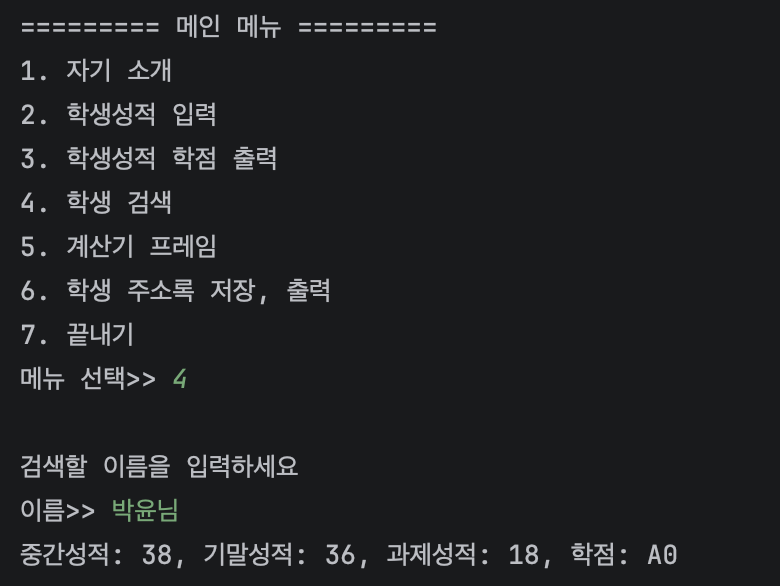 ========= 메인 메뉴 =========
1. 자기 소개
2. 학생성적 입력
3. 학생성적 학점 출력
4. 학생 검색
5. 계산기 프레임
6. 학생 주소록 저장, 출력
7. 끝내기
메뉴 선택>> 4
검색할 이름을 입력하세요
이름>> 박윤님
중간성적: 38, 기말성적: 36, 과제성적: 18, 학점: A0